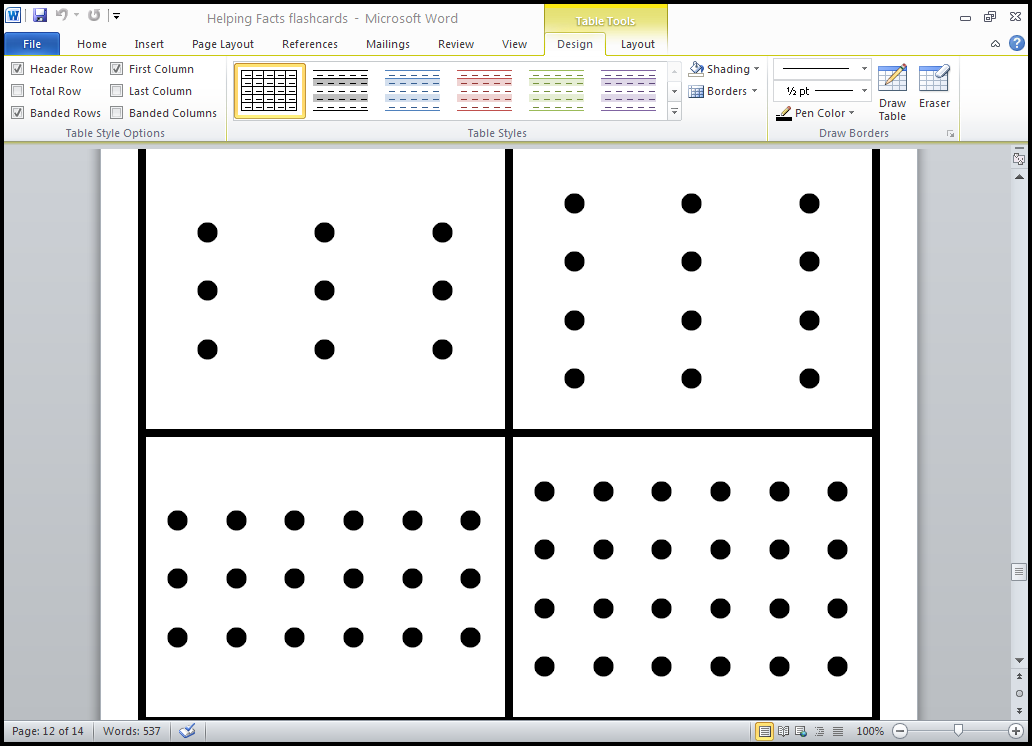 Helping Facts flashcards - Microsoft Word
Table Tools
File Home Insert Page Layout References Mailings Review View Design Layout
Header Row First Column
Total Row Last Column
Banded Rows Banded Columns
Table Style Options
Table Styles
Shading
Borders
½ pt
Pen Color
Draw Table
Eraser
Draw Borders
Page: 12 of 14 Words: 537 100%